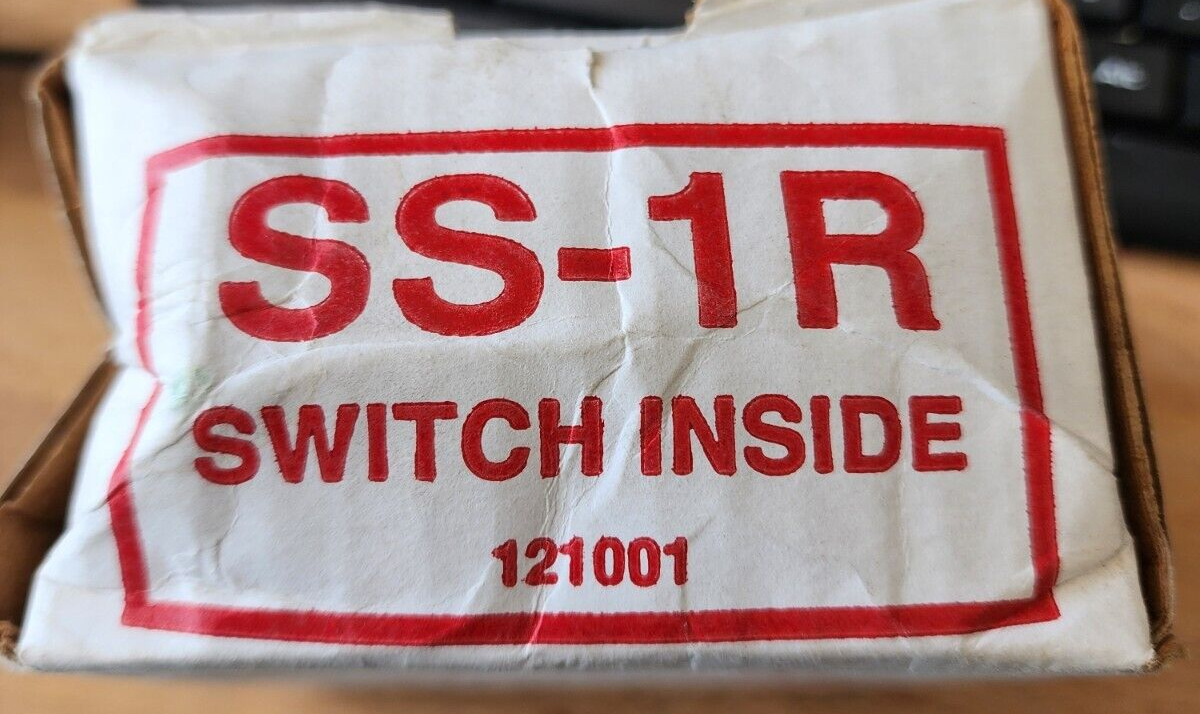 SS-1R
SWITCH INSIDE
121001